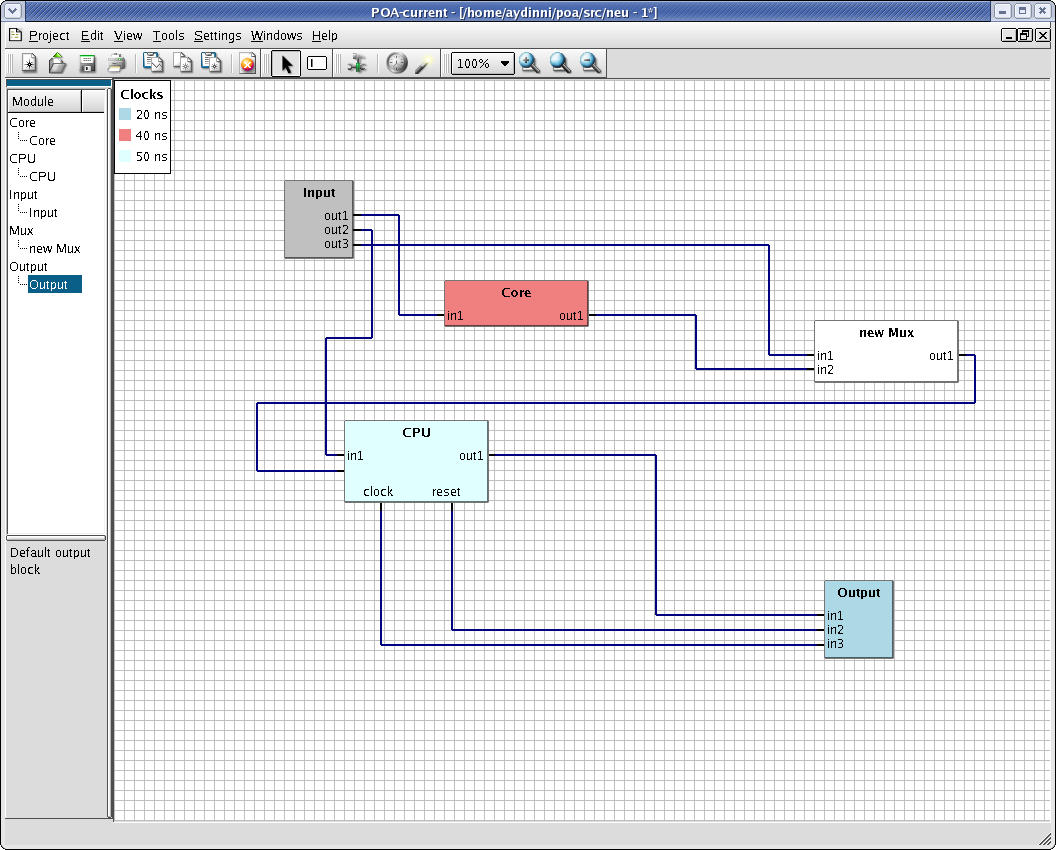 POA-current - [/home/aydinni/poa/src/neu - 1*]
Project Edit View Tools Settings Windows Help
100%
Module
Core
Core
CPU
CPU
Input
Input
Mux
new Mux
Output
Output
Default output
block
Clocks
20 ns
40 ns
50 ns
Input
out1
out2
out3
Core
in1 out1
new Mux
in1 out1
in2
CPU
in1 out1
clock reset
Output
in1
in2
in3